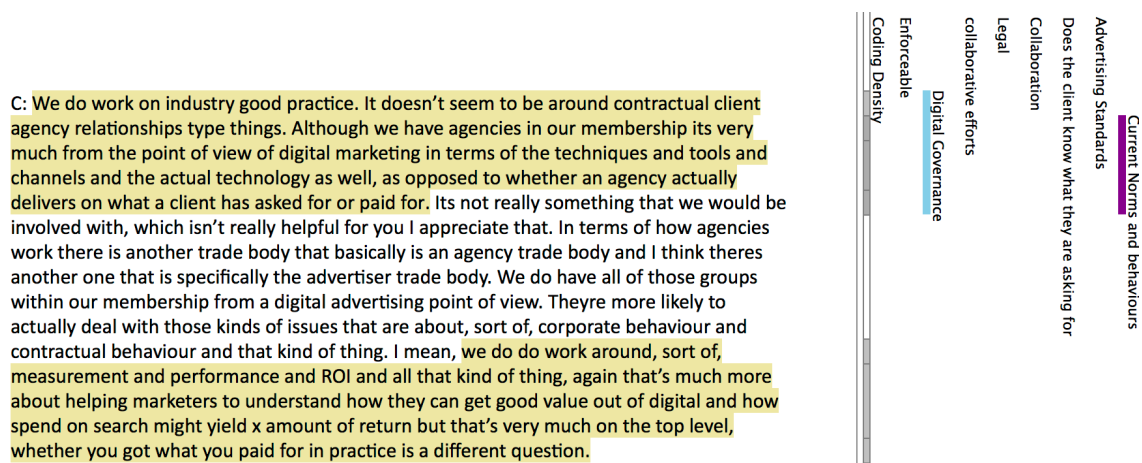 C: We do work on industry good practice. It doesn’t seem to be around contractual client
agency relationships type things. Although we have agencies in our membership its very
much from the point of view of digital marketing in terms of the techniques and tools and
channels and the actual technology as well, as opposed to whether an agency actually
delivers on what a client has asked for or paid for. Its not really something that we would be
involved with, which isn’t really helpful for you I appreciate that. In terms of how agencies
work there is another trade body that basically is an agency trade body and I think theres
another one that is specifically the advertiser trade body. We do have all of those groups
within our membership from a digital advertising point of view. Theyre more likely to
actually deal with those kinds of issues that are about, sort of, corporate behaviour and
contractual behaviour and that kind of thing. I mean, we do do work around, sort of,
measurement and performance and ROI and all that kind of thing, again that’s much more
about helping marketers to understand how they can get good value out of digital and how
spend on search might yield x amount of return but that’s very much on the top level,
whether you got what you paid for in practice is a different question.
Coding Density
Enforceable
Digital Governance
collaborative efforts
Legal
Collaboration
Does the client know what they are asking for
Advertising Standards
Current Norms and behaviours